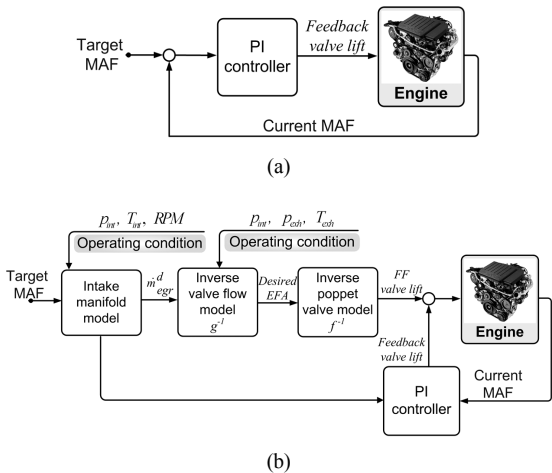 Target
MAF
PI
controller
Feedback
valve lift
Engine
Current MAF
(a)
p_int, T_int, RPM
Operating condition
p_int, p_exh, T_exh
Operating condition
Target
MAF
Intake
manifold
model
ṁ^d_egr
Inverse
valve flow
model
g^-1
Desired
EFA
Inverse
poppet
valve model
f^-1
FF
valve lift
Engine
Feedback
valve lift
PI
controller
Current
MAF
(b)